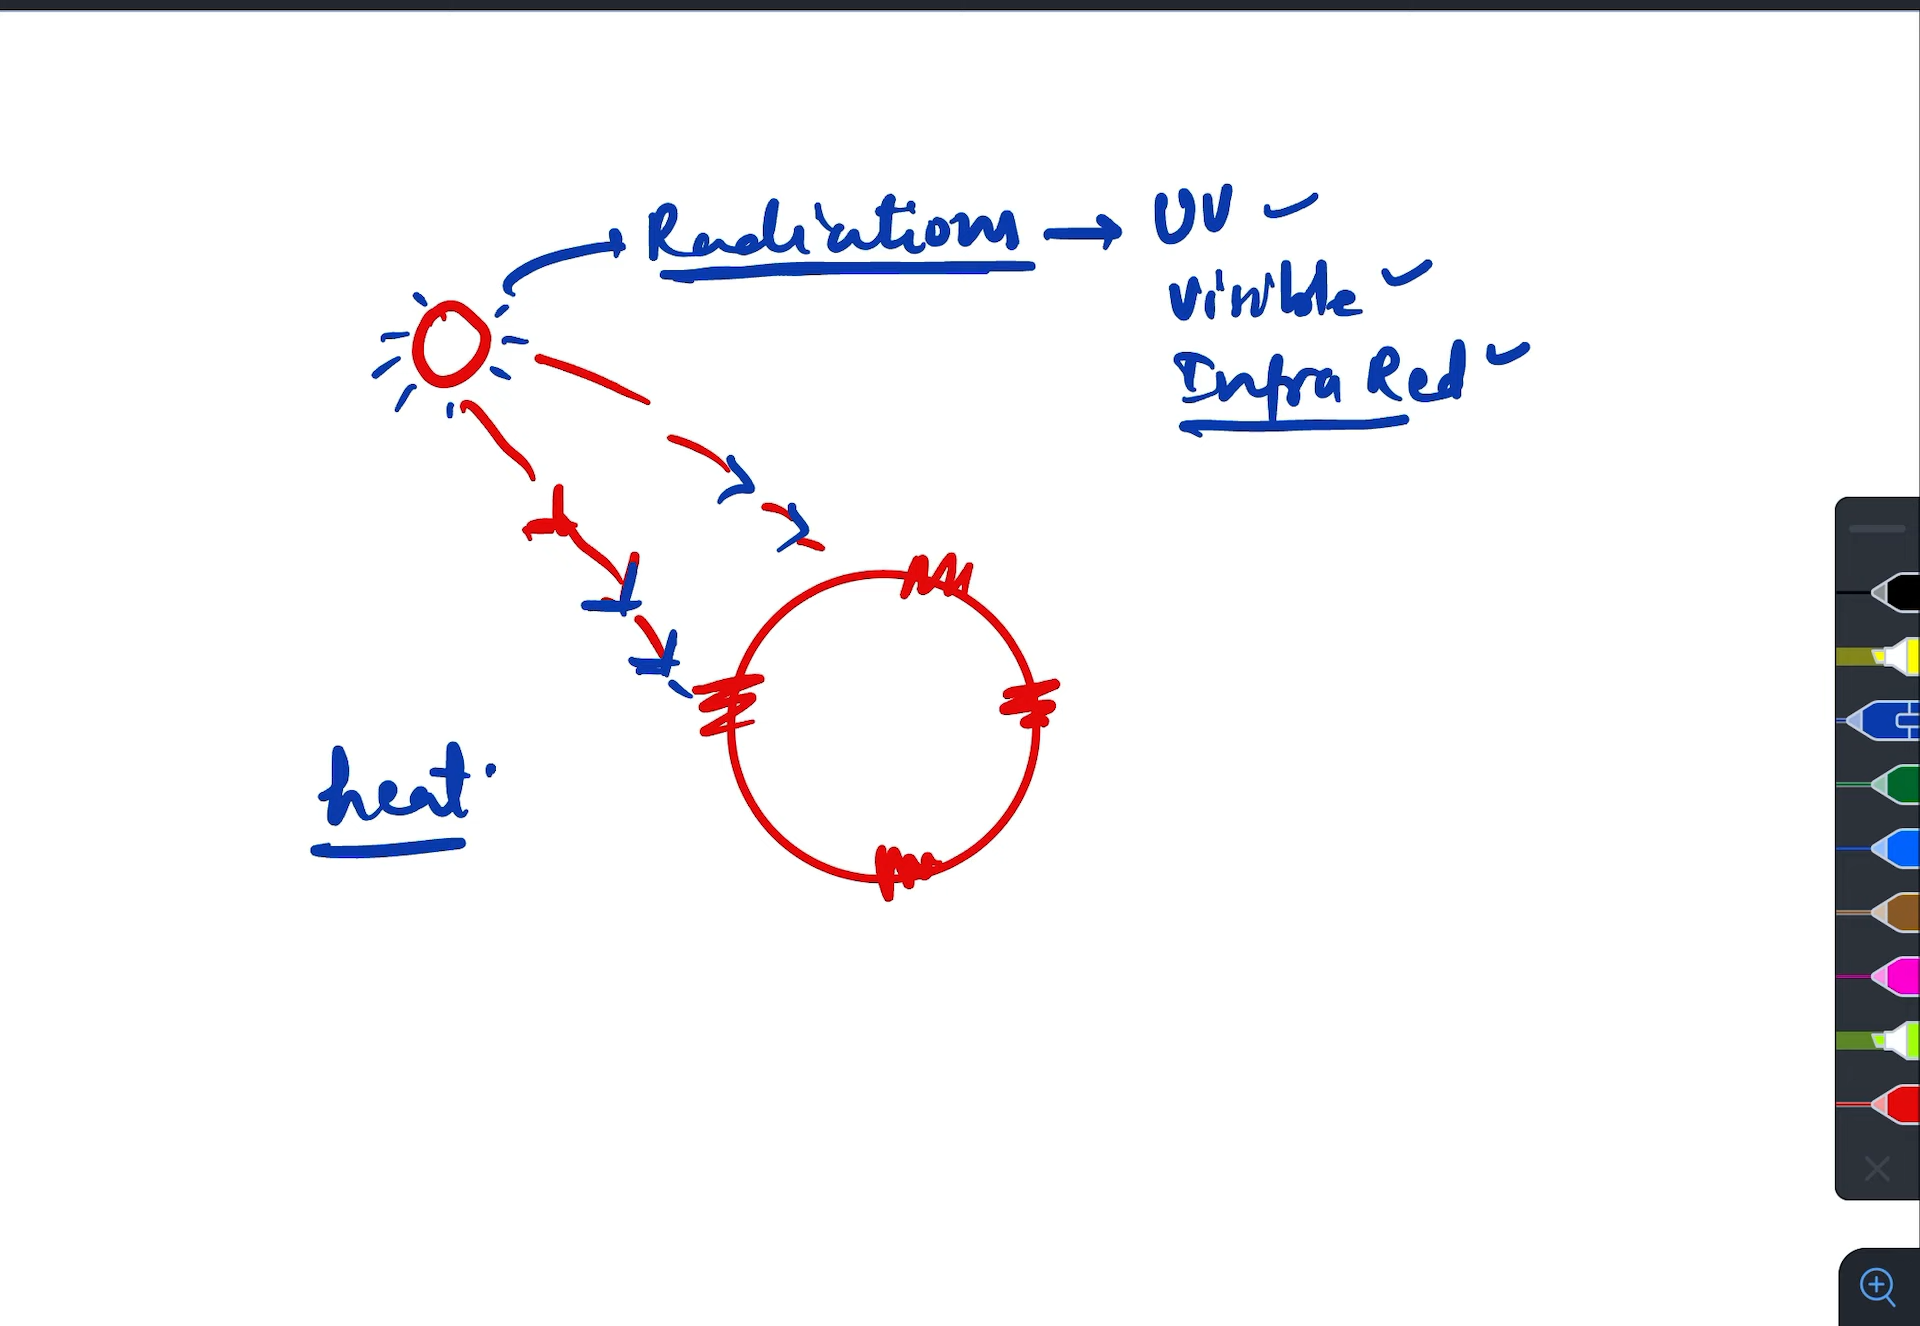 Radiations → UV ✓
Visible ✓
Infra Red ✓
heat